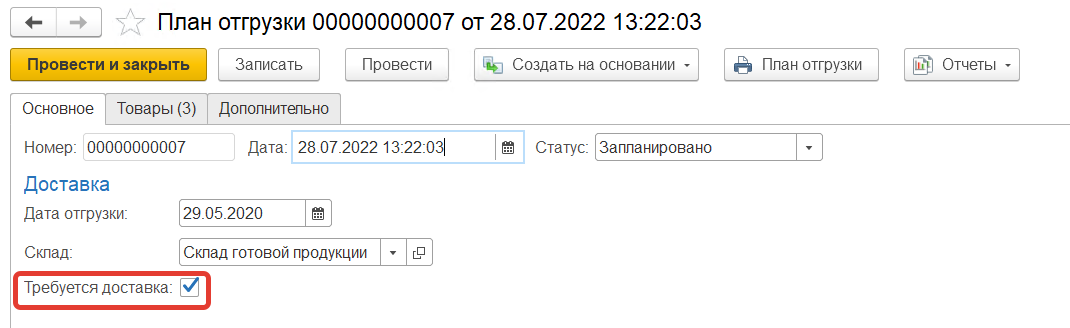 План отгрузки 00000000007 от 28.07.2022 13:22:03
Провести и закрыть Записать Провести Создать на основании План отгрузки Отчеты
Основное Товары (3) Дополнительно
Номер: 00000000007 Дата: 28.07.2022 13:22:03 Статус: Запланировано
Доставка
Дата отгрузки: 29.05.2020
Склад: Склад готовой продукции
Требуется доставка: